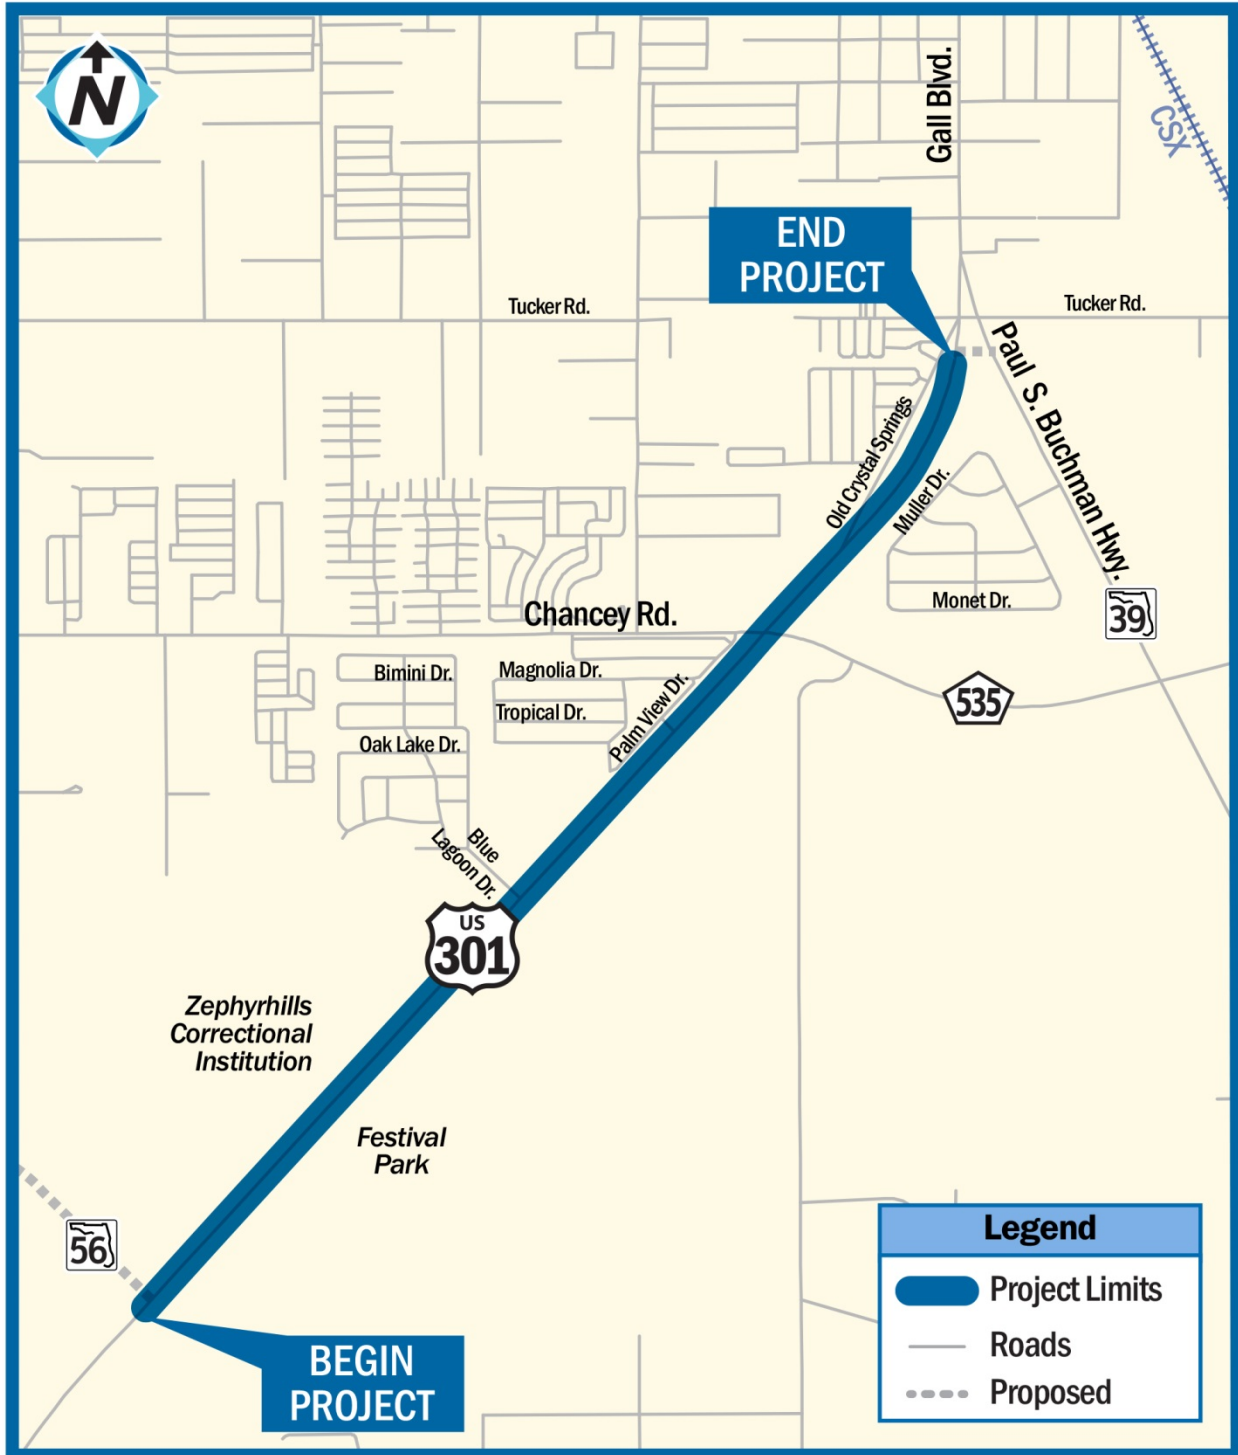 N
Gall Blvd.
CSX
END
PROJECT
Tucker Rd.
Tucker Rd.
Paul S. Buchman Hwy.
Old Crystal Springs
Muller Dr.
Monet Dr.
39
Chancey Rd.
Bimini Dr.
Magnolia Dr.
Tropical Dr.
Palm View Dr.
535
Oak Lake Dr.
Blue
Lagoon Dr.
US
301
Zephyrhills
Correctional
Institution
Festival
Park
56
BEGIN
PROJECT
Legend
Project Limits
Roads
Proposed